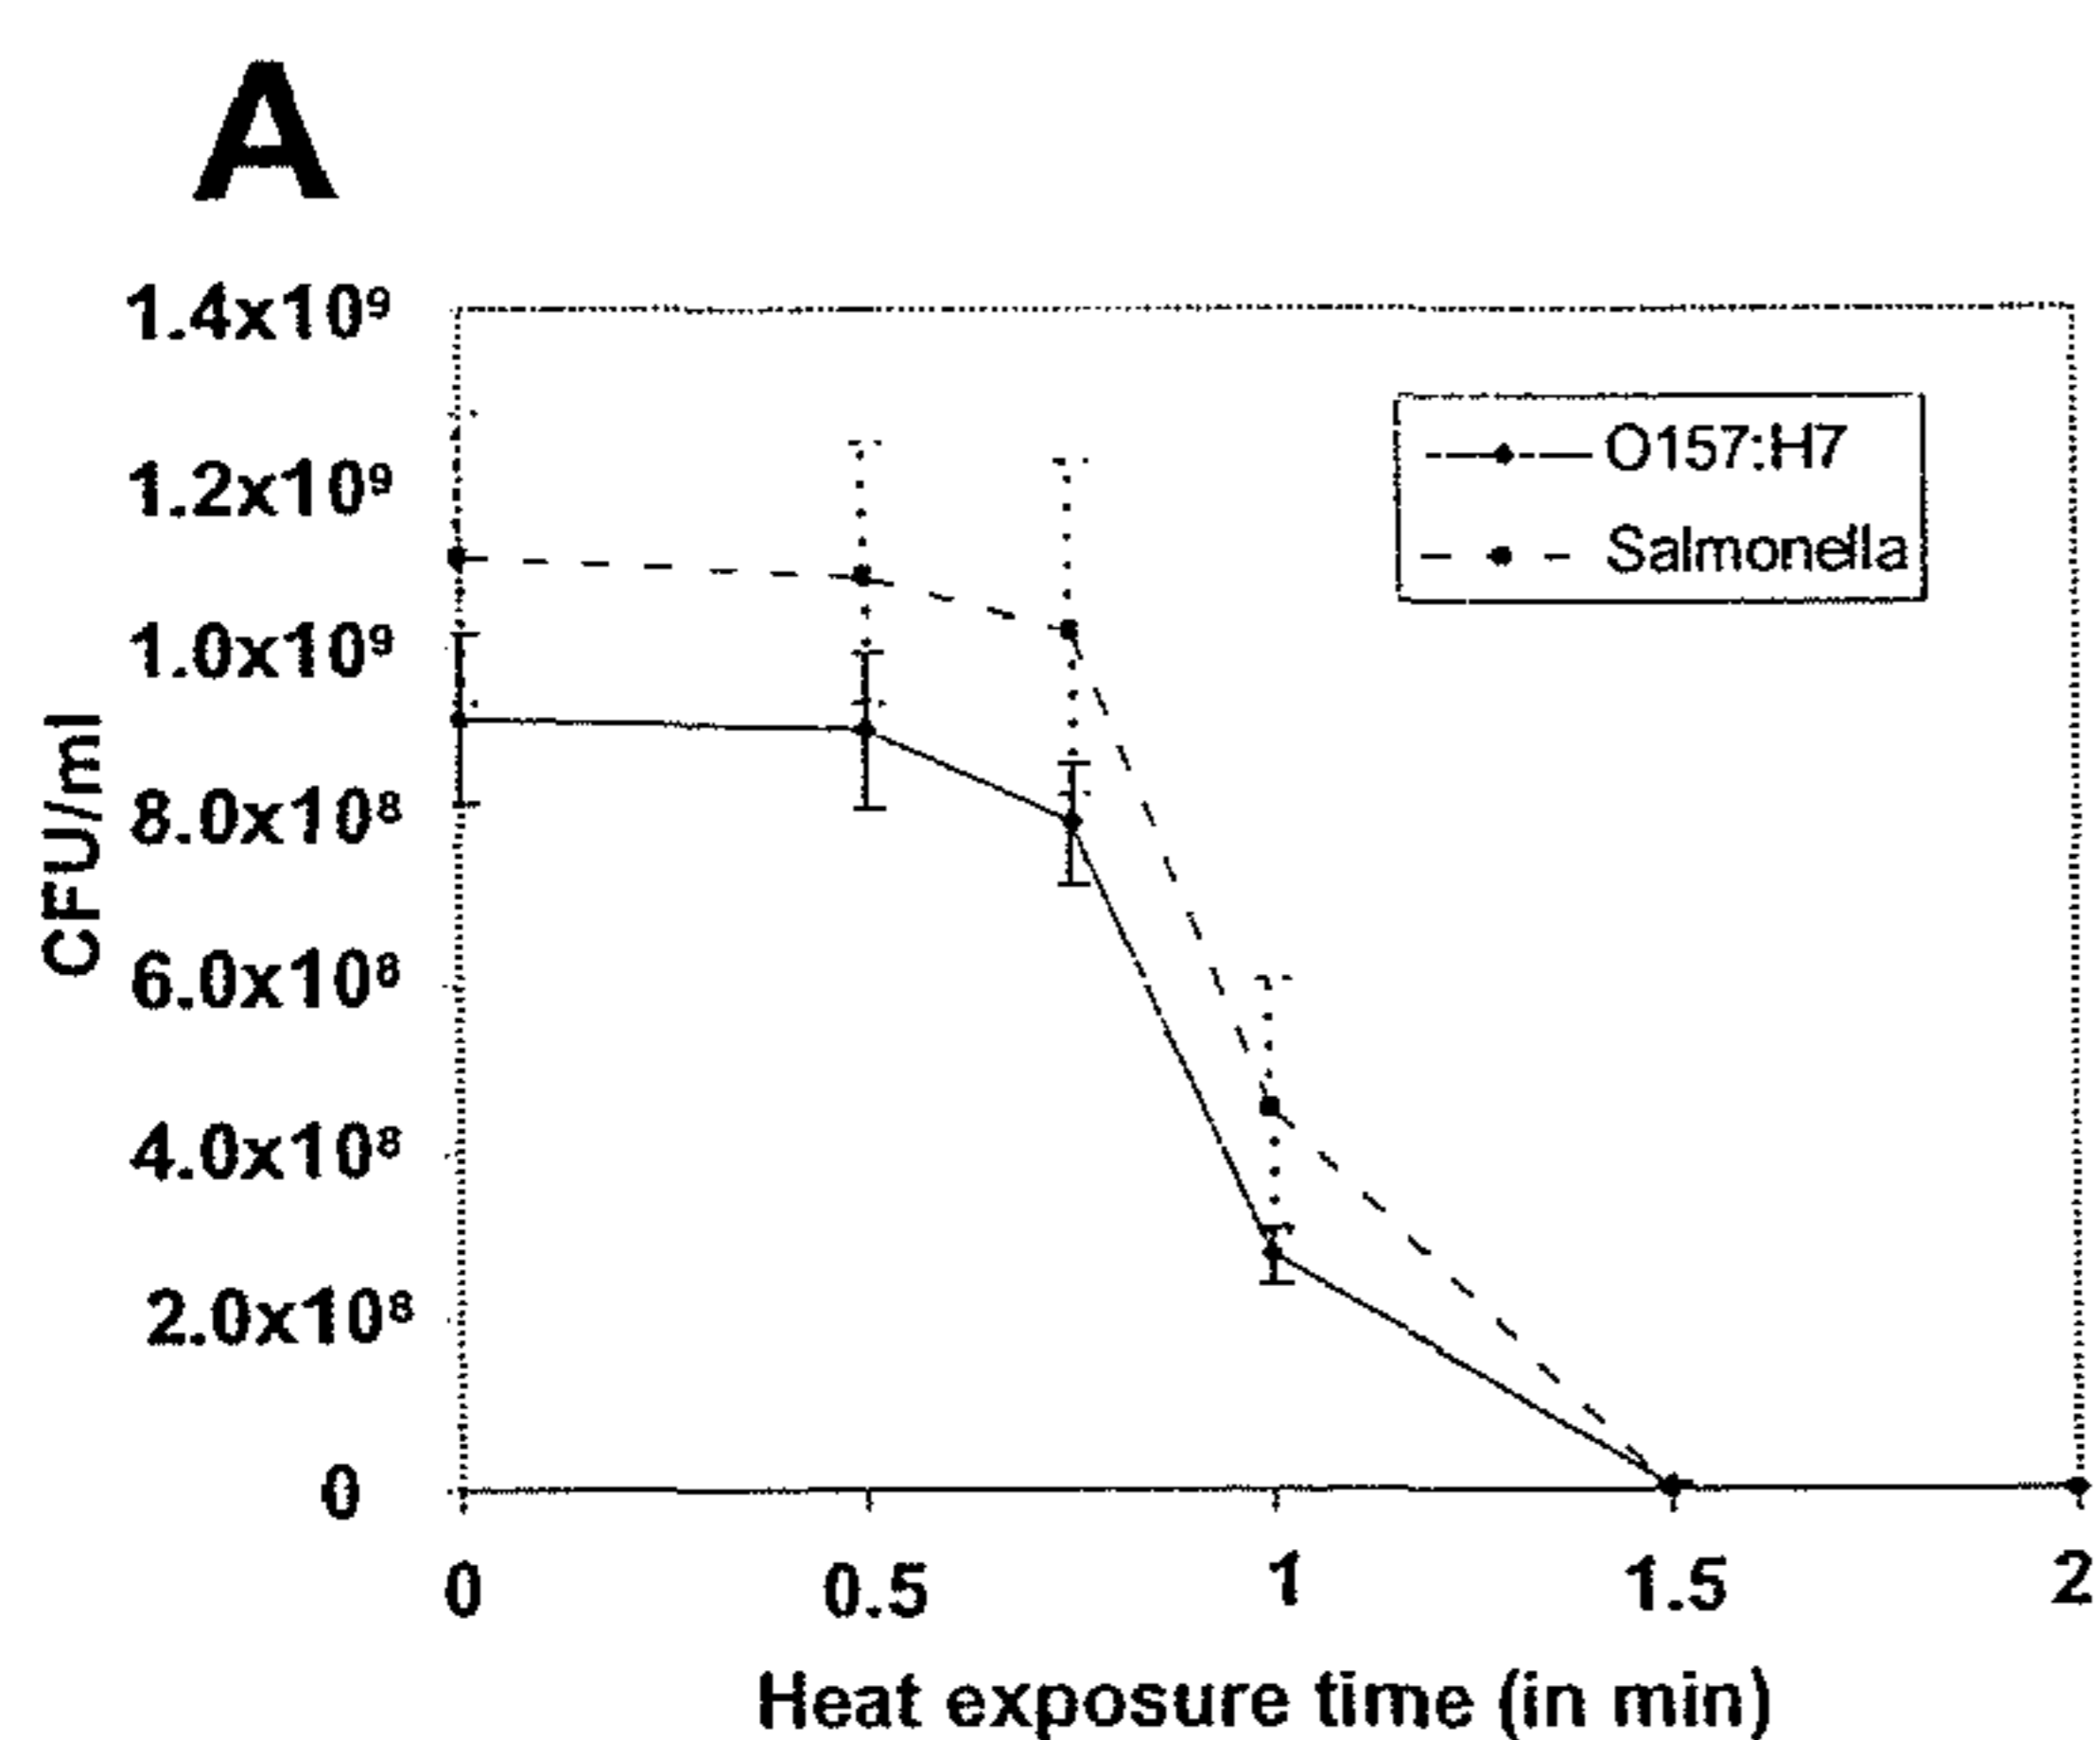 A
1.4x10⁹
1.2x10⁹
1.0x10⁹
8.0x10⁸
6.0x10⁸
4.0x10⁸
2.0x10⁸
0
CFU/ml
O157:H7
Salmonella
0 0.5 1 1.5 2
Heat exposure time (in min)